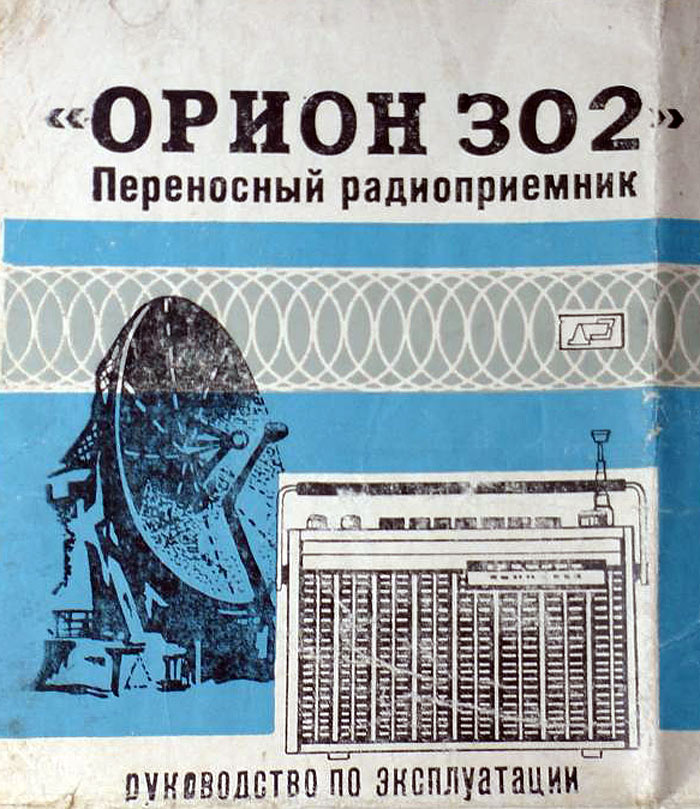 «ОРИОН 302»
Переносный радиоприемник
РУКОВОДСТВО ПО ЭКСПЛУАТАЦИИ